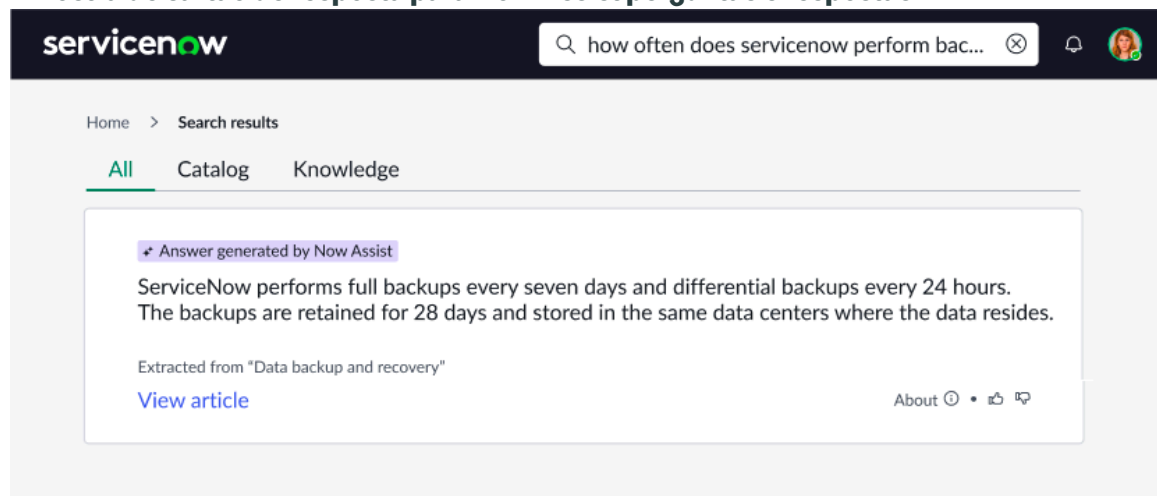 servicenow
how often does servicenow perform bac...
Home > Search results
All Catalog Knowledge
Answer generated by Now Assist
ServiceNow performs full backups every seven days and differential backups every 24 hours.
The backups are retained for 28 days and stored in the same data centers where the data resides.
Extracted from “Data backup and recovery”
View article
About